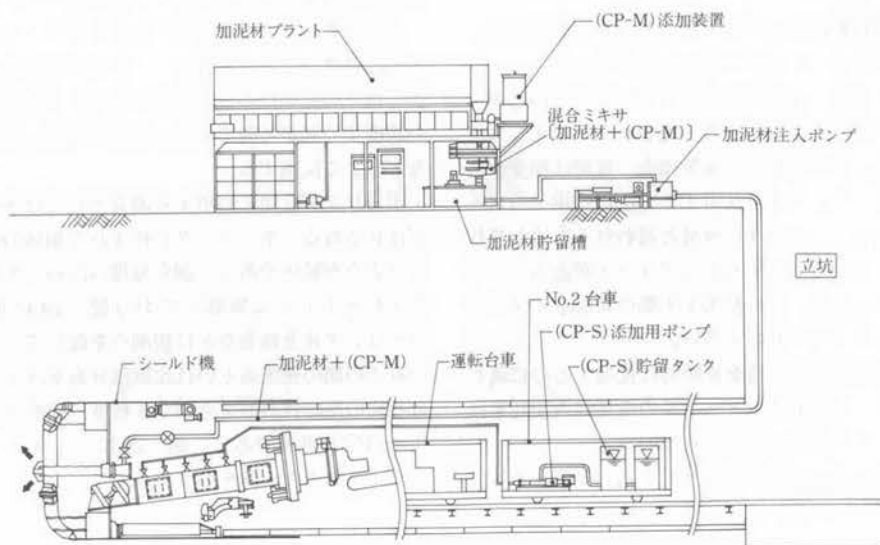 (CP-M)添加装置
加泥材プラント
混合ミキサ
〔加泥材+(CP-M)〕
加泥材注入ポンプ
加泥材貯留槽
立坑
No.2台車
(CP-S)添加用ポンプ
シールド機
加泥材+(CP-M)
運転台車
(CP-S)貯留タンク